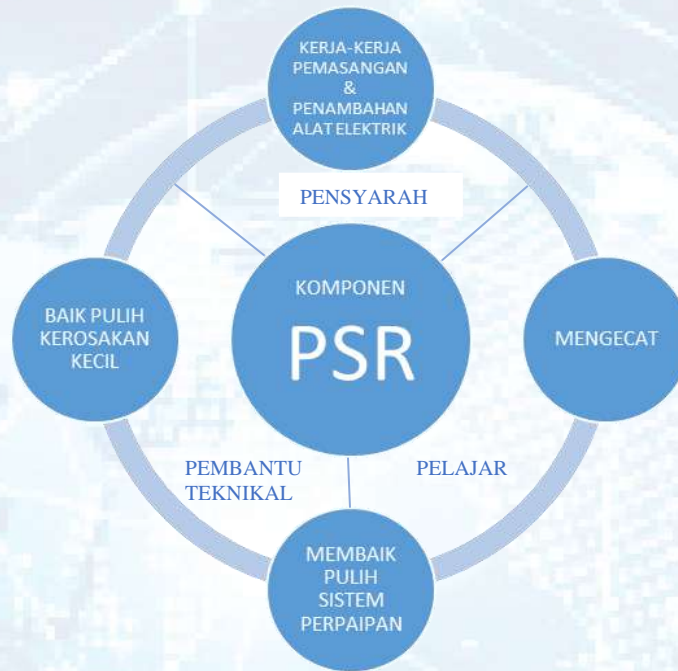 KERJA-KERJA
PEMASANGAN
&
PENAMBAHAN
ALAT ELEKTRIK
PENSYARAH
KOMPONEN
PSR
BAIK PULIH
KEROSAKAN
KECIL
MENGECAT
PEMBANTU
TEKNIKAL
PELAJAR
MEMBAIK
PULIH
SISTEM
PERPAIPAN